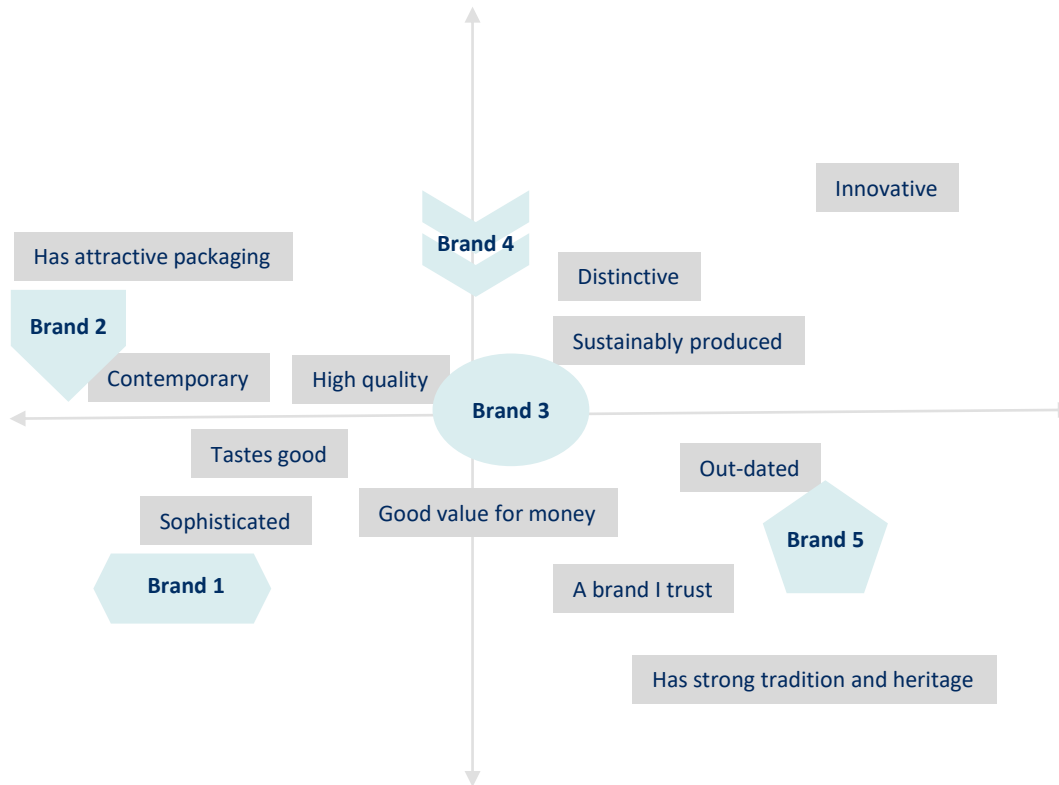 Innovative
Brand 4
Has attractive packaging
Distinctive
Brand 2
Sustainably produced
Contemporary
High quality
Brand 3
Tastes good
Out-dated
Sophisticated
Good value for money
Brand 5
Brand 1
A brand I trust
Has strong tradition and heritage